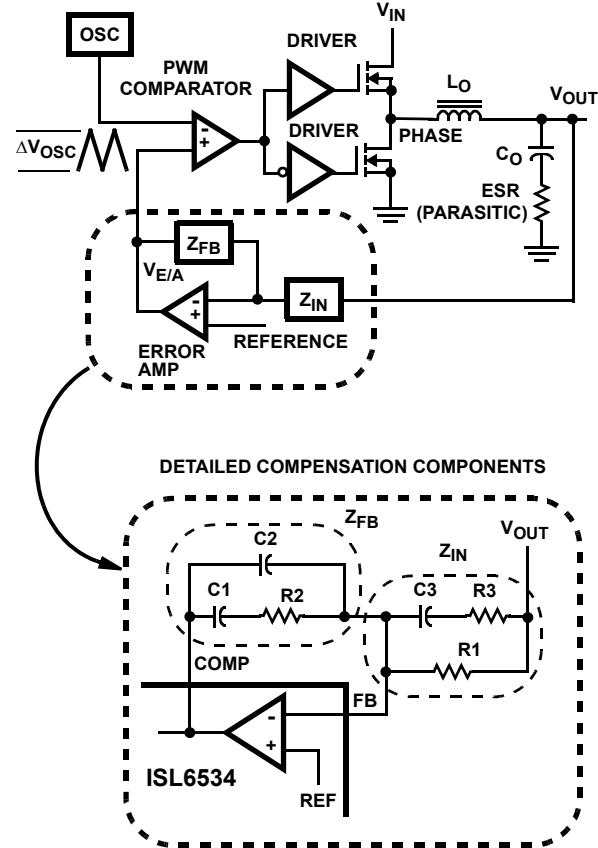 OSC
V_IN
DRIVER
PWM
COMPARATOR
L_O
V_OUT
ΔV_OSC
-
+
DRIVER
PHASE
C_O
ESR
(PARASITIC)
Z_FB
V_E/A
-
+
Z_IN
REFERENCE
ERROR
AMP
DETAILED COMPENSATION COMPONENTS
Z_FB
V_OUT
C2
Z_IN
C1
R2
C3
R3
COMP
R1
FB
-
+
ISL6534
REF